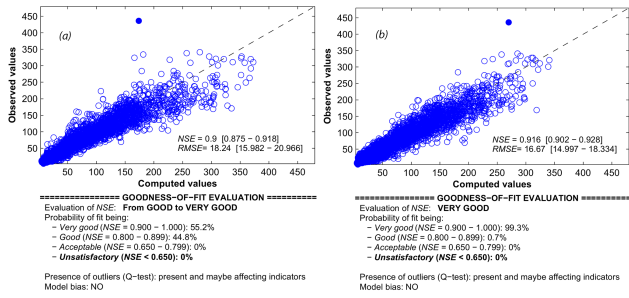 (a)
Observed values
450
400
350
300
250
200
150
100
50
50 100 150 200 250 300 350 400 450
Computed values
NSE = 0.9 [0.875 − 0.918]
RMSE= 18.24 [15.982 − 20.966]
=============== GOODNESS−OF−FIT EVALUATION ==========
Evaluation of NSE: From GOOD to VERY GOOD
Probability of fit being:
− Very good (NSE = 0.900 − 1.000): 55.2%
− Good (NSE = 0.800 − 0.899): 44.8%
− Acceptable (NSE = 0.650 − 0.799): 0%
− Unsatisfactory (NSE < 0.650): 0%
Presence of outliers (Q−test): present and maybe affecting indicators
Model bias: NO
(b)
Observed values
450
400
350
300
250
200
150
100
50
50 100 150 200 250 300 350 400 450
Computed values
NSE = 0.916 [0.902 − 0.928]
RMSE= 16.67 [14.997 − 18.334]
=============== GOODNESS−OF−FIT EVALUATION ==========
Evaluation of NSE: VERY GOOD
Probability of fit being:
− Very good (NSE = 0.900 − 1.000): 99.3%
− Good (NSE = 0.800 − 0.899): 0.7%
− Acceptable (NSE = 0.650 − 0.799): 0%
− Unsatisfactory (NSE < 0.650): 0%
Presence of outliers (Q−test): present and maybe affecting indicators
Model bias: NO